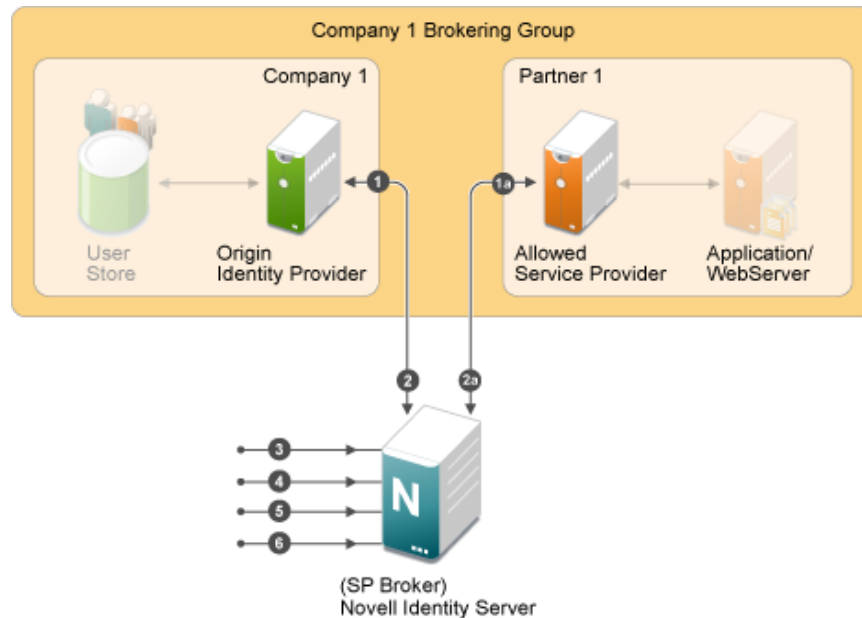 Company 1 Brokering Group
Company 1
Partner 1
User
Store
Origin
Identity Provider
Allowed
Service Provider
Application/
WebServer
1
1a
2
2a
3
4
5
6
N
(SP Broker)
Novell Identity Server